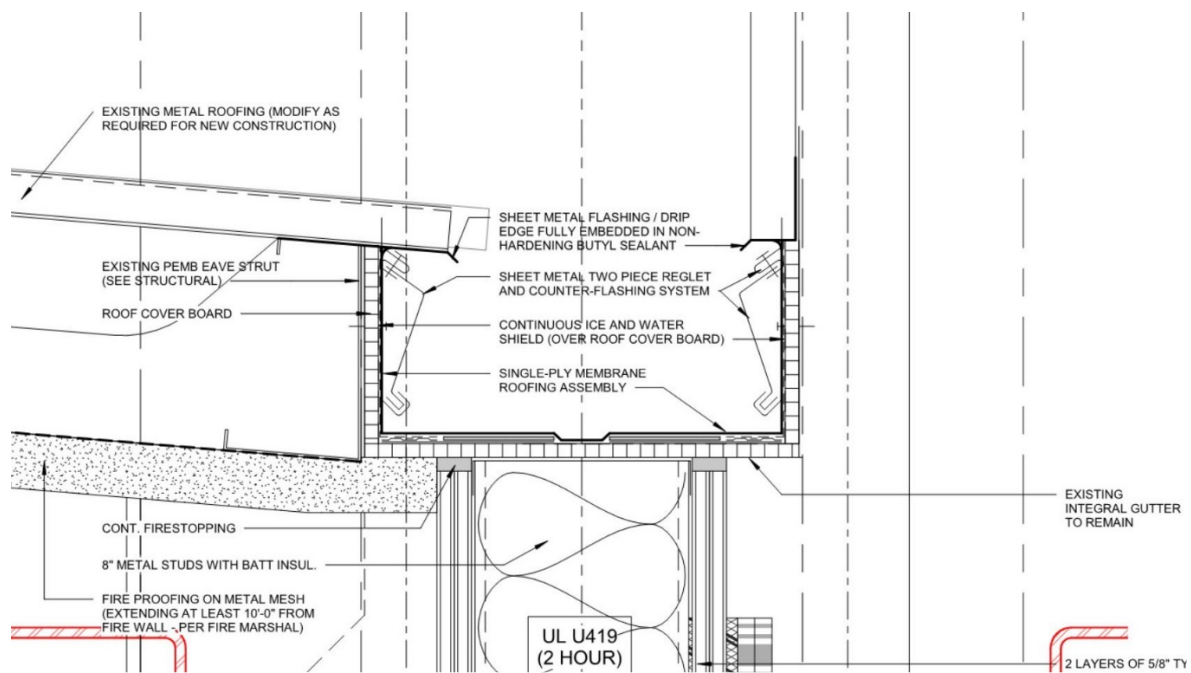 EXISTING METAL ROOFING (MODIFY AS
REQUIRED FOR NEW CONSTRUCTION)
SHEET METAL FLASHING / DRIP
EDGE FULLY EMBEDDED IN NON-
HARDENING BUTYL SEALANT
EXISTING PEMB EAVE STRUT
(SEE STRUCTURAL)
SHEET METAL TWO PIECE REGLET
AND COUNTER-FLASHING SYSTEM
ROOF COVER BOARD
CONTINUOUS ICE AND WATER
SHIELD (OVER ROOF COVER BOARD)
SINGLE-PLY MEMBRANE
ROOFING ASSEMBLY
EXISTING
INTEGRAL GUTTER
TO REMAIN
CONT. FIRESTOPPING
8" METAL STUDS WITH BATT INSUL.
FIRE PROOFING ON METAL MESH
(EXTENDING AT LEAST 10'-0" FROM
FIRE WALL - PER FIRE MARSHAL)
UL U419
(2 HOUR)
2 LAYERS OF 5/8" TY